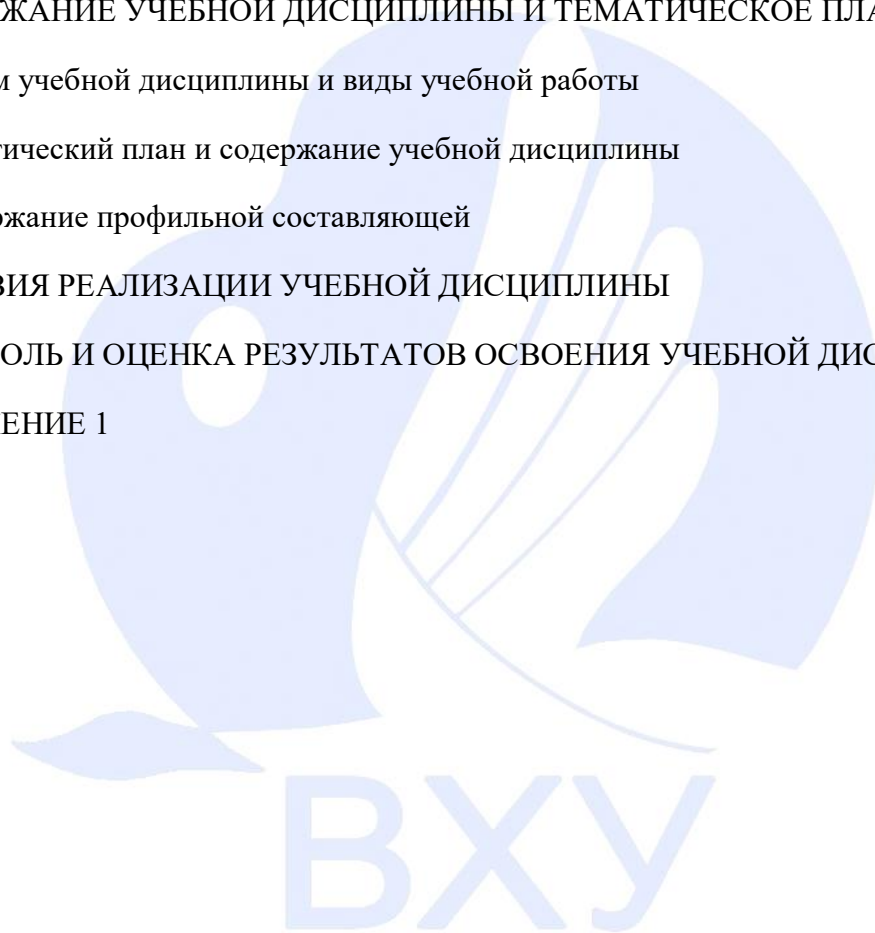 ЖАНИЕ УЧЕБНОЙ ДИСЦИПЛИНЫ И ТЕМАТИЧЕСКОЕ ПЛА
м учебной дисциплины и виды учебной работы
тический план и содержание учебной дисциплины
жание профильной составляющей
ВИЯ РЕАЛИЗАЦИИ УЧЕБНОЙ ДИСЦИПЛИНЫ
ОЛЬ И ОЦЕНКА РЕЗУЛЬТАТОВ ОСВОЕНИЯ УЧЕБНОЙ ДИС
ЕНИЕ 1
ВХУ